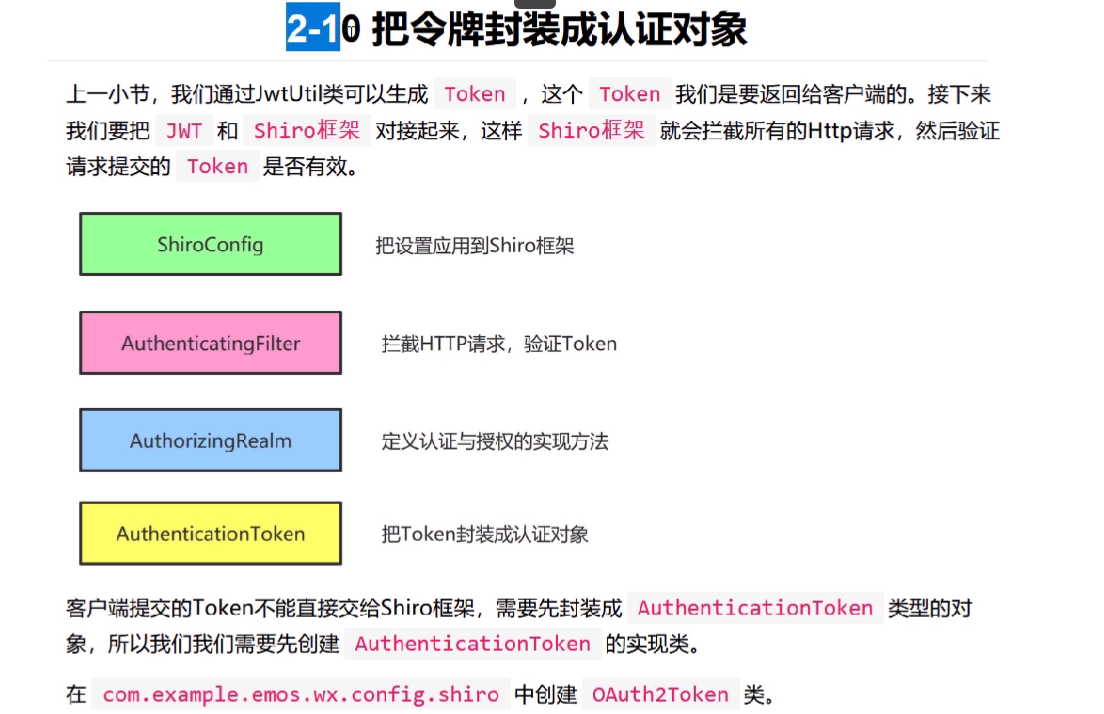 2-10 把令牌封装成认证对象
上一小节，我们通过JwtUtil类可以生成 Token ，这个 Token 我们是要返回给客户端的。接下来
我们要把 JWT 和 Shiro框架 对接起来，这样 Shiro框架 就会拦截所有的Http请求，然后验证
请求提交的 Token 是否有效。
ShiroConfig 把设置应用到Shiro框架
AuthenticatingFilter 拦截HTTP请求，验证Token
AuthorizingRealm 定义认证与授权的实现方法
AuthenticationToken 把Token封装成认证对象
客户端提交的Token不能直接交给Shiro框架，需要先封装成 AuthenticationToken 类型的对
象，所以我们我们需要先创建 AuthenticationToken 的实现类。
在 com.example.emos.wx.config.shiro 中创建 OAuth2Token 类。